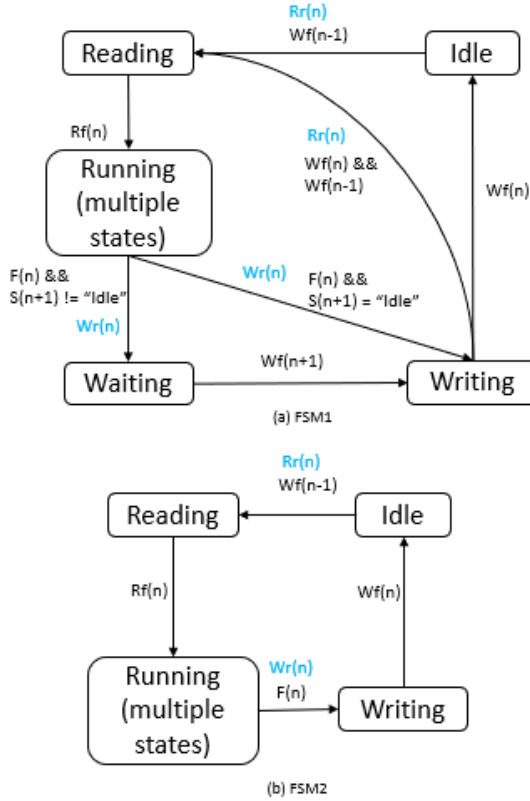 Rr(n)
Wf(n-1)
Reading
Idle
Rf(n)
Rr(n)
Wf(n) &&
Wf(n-1)
Wf(n)
Running
(multiple
states)
F(n) &&
S(n+1) != “Idle”
Wr(n)
Wr(n)
F(n) &&
S(n+1) = “Idle”
Waiting
Wf(n+1)
Writing
(a) FSM1
Rr(n)
Wf(n-1)
Reading
Idle
Rf(n)
Wf(n)
Running
(multiple
states)
Wr(n)
F(n)
Writing
(b) FSM2